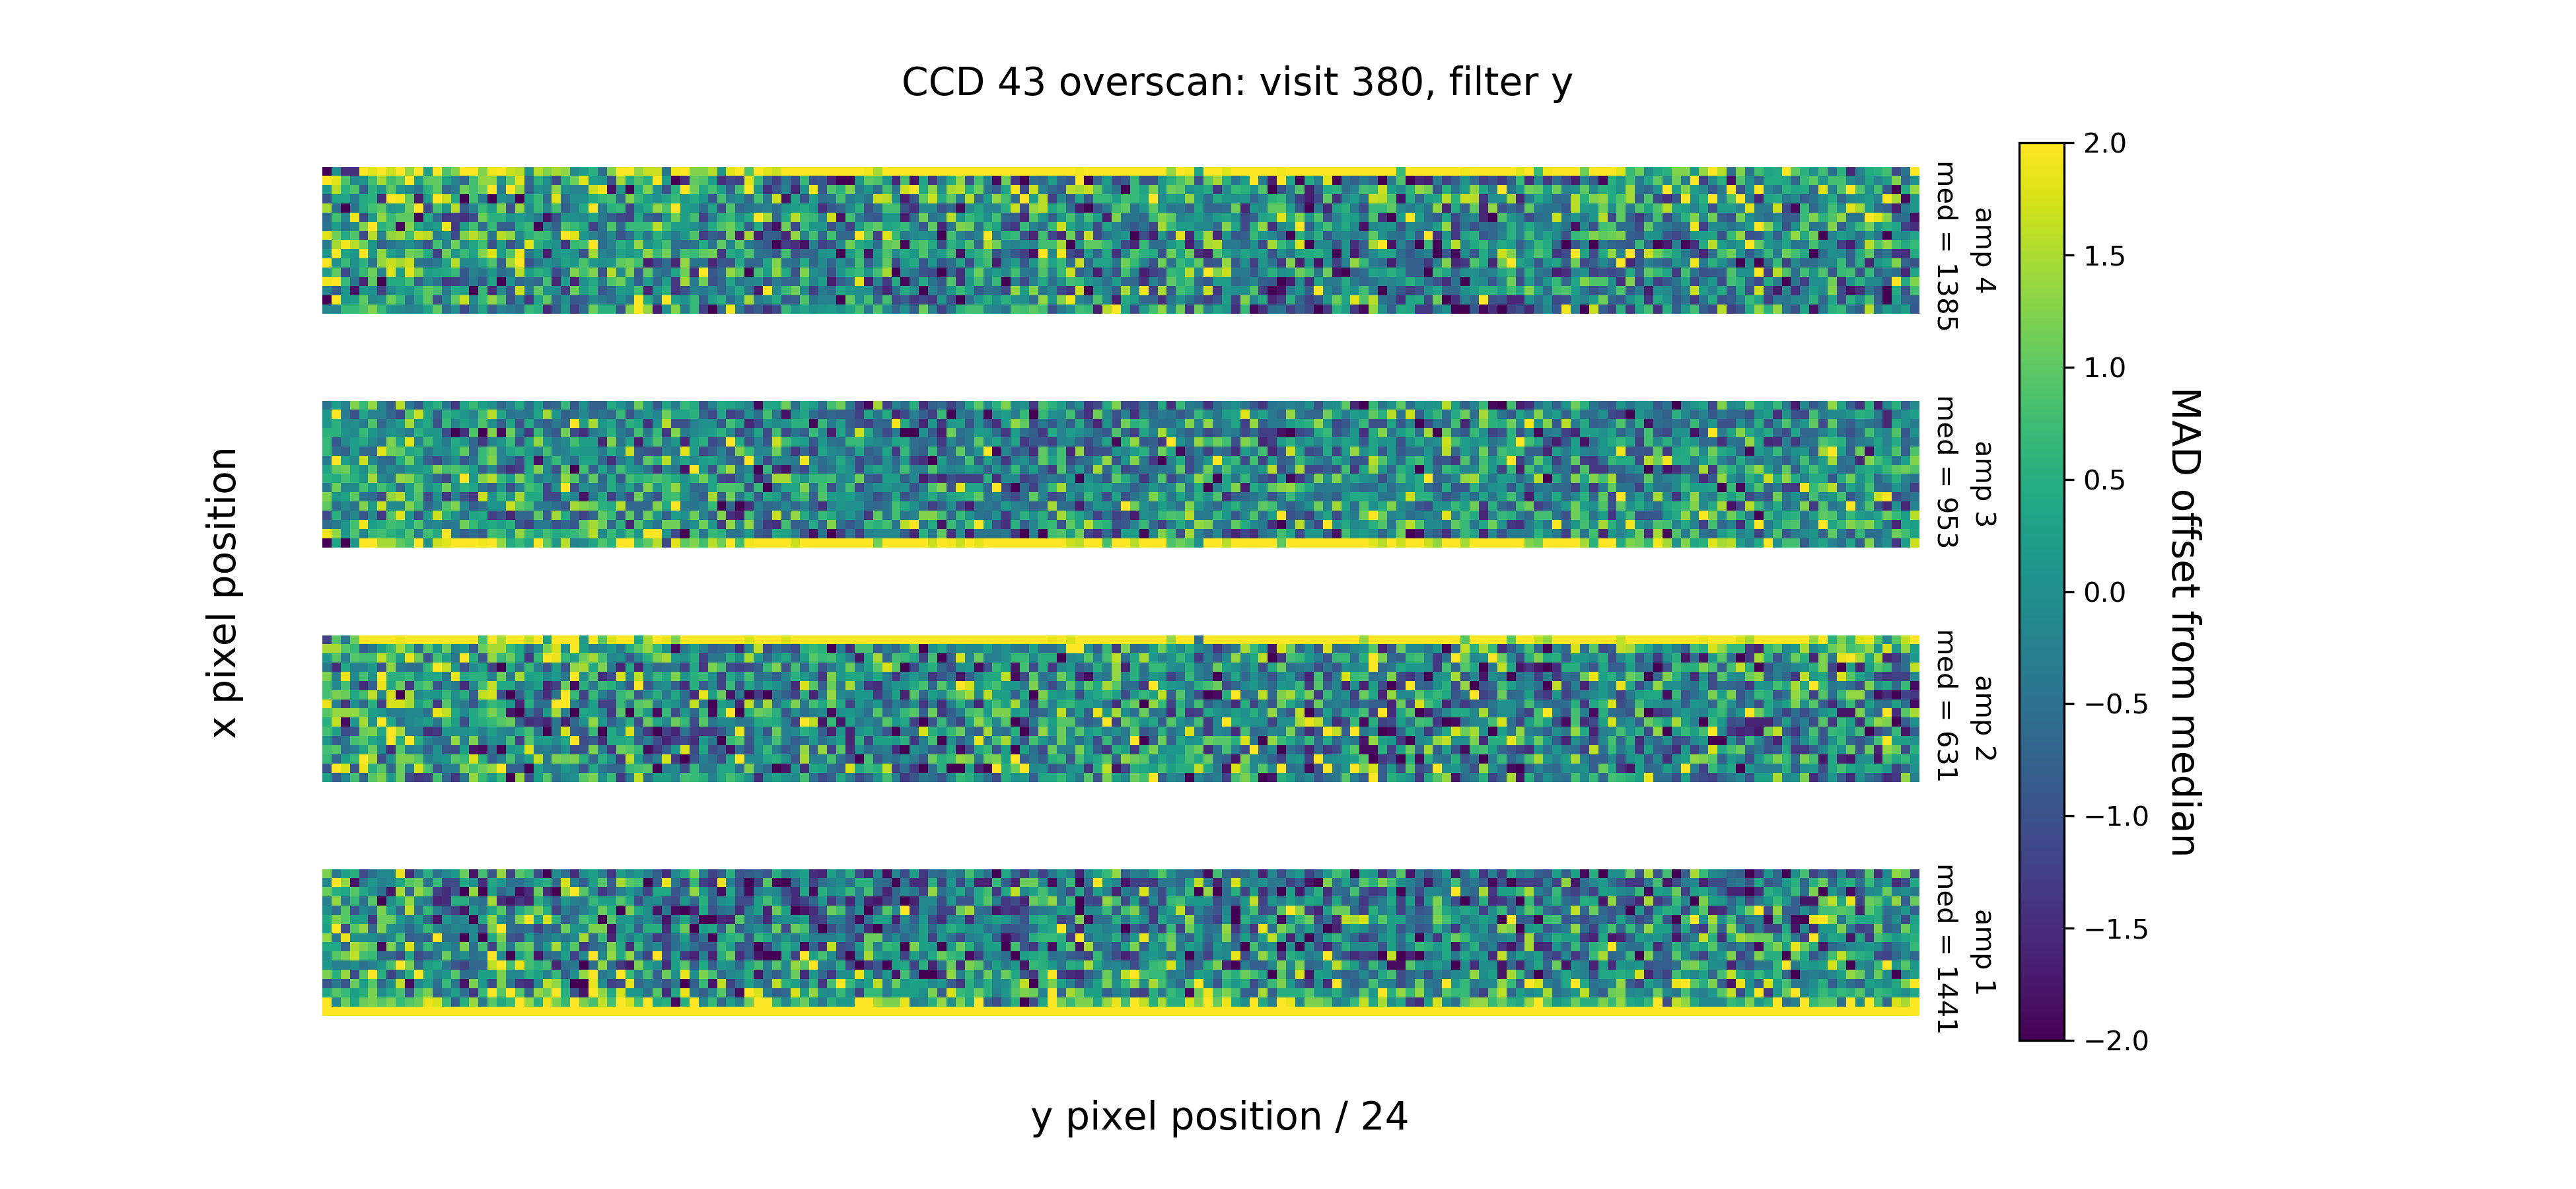 CCD 43 overscan: visit 380, filter y
x pixel position
amp 4
med = 1385
amp 3
med = 953
amp 2
med = 631
amp 1
med = 1441
2.0
1.5
1.0
0.5
0.0
−0.5
−1.0
−1.5
−2.0
MAD offset from median
y pixel position / 24